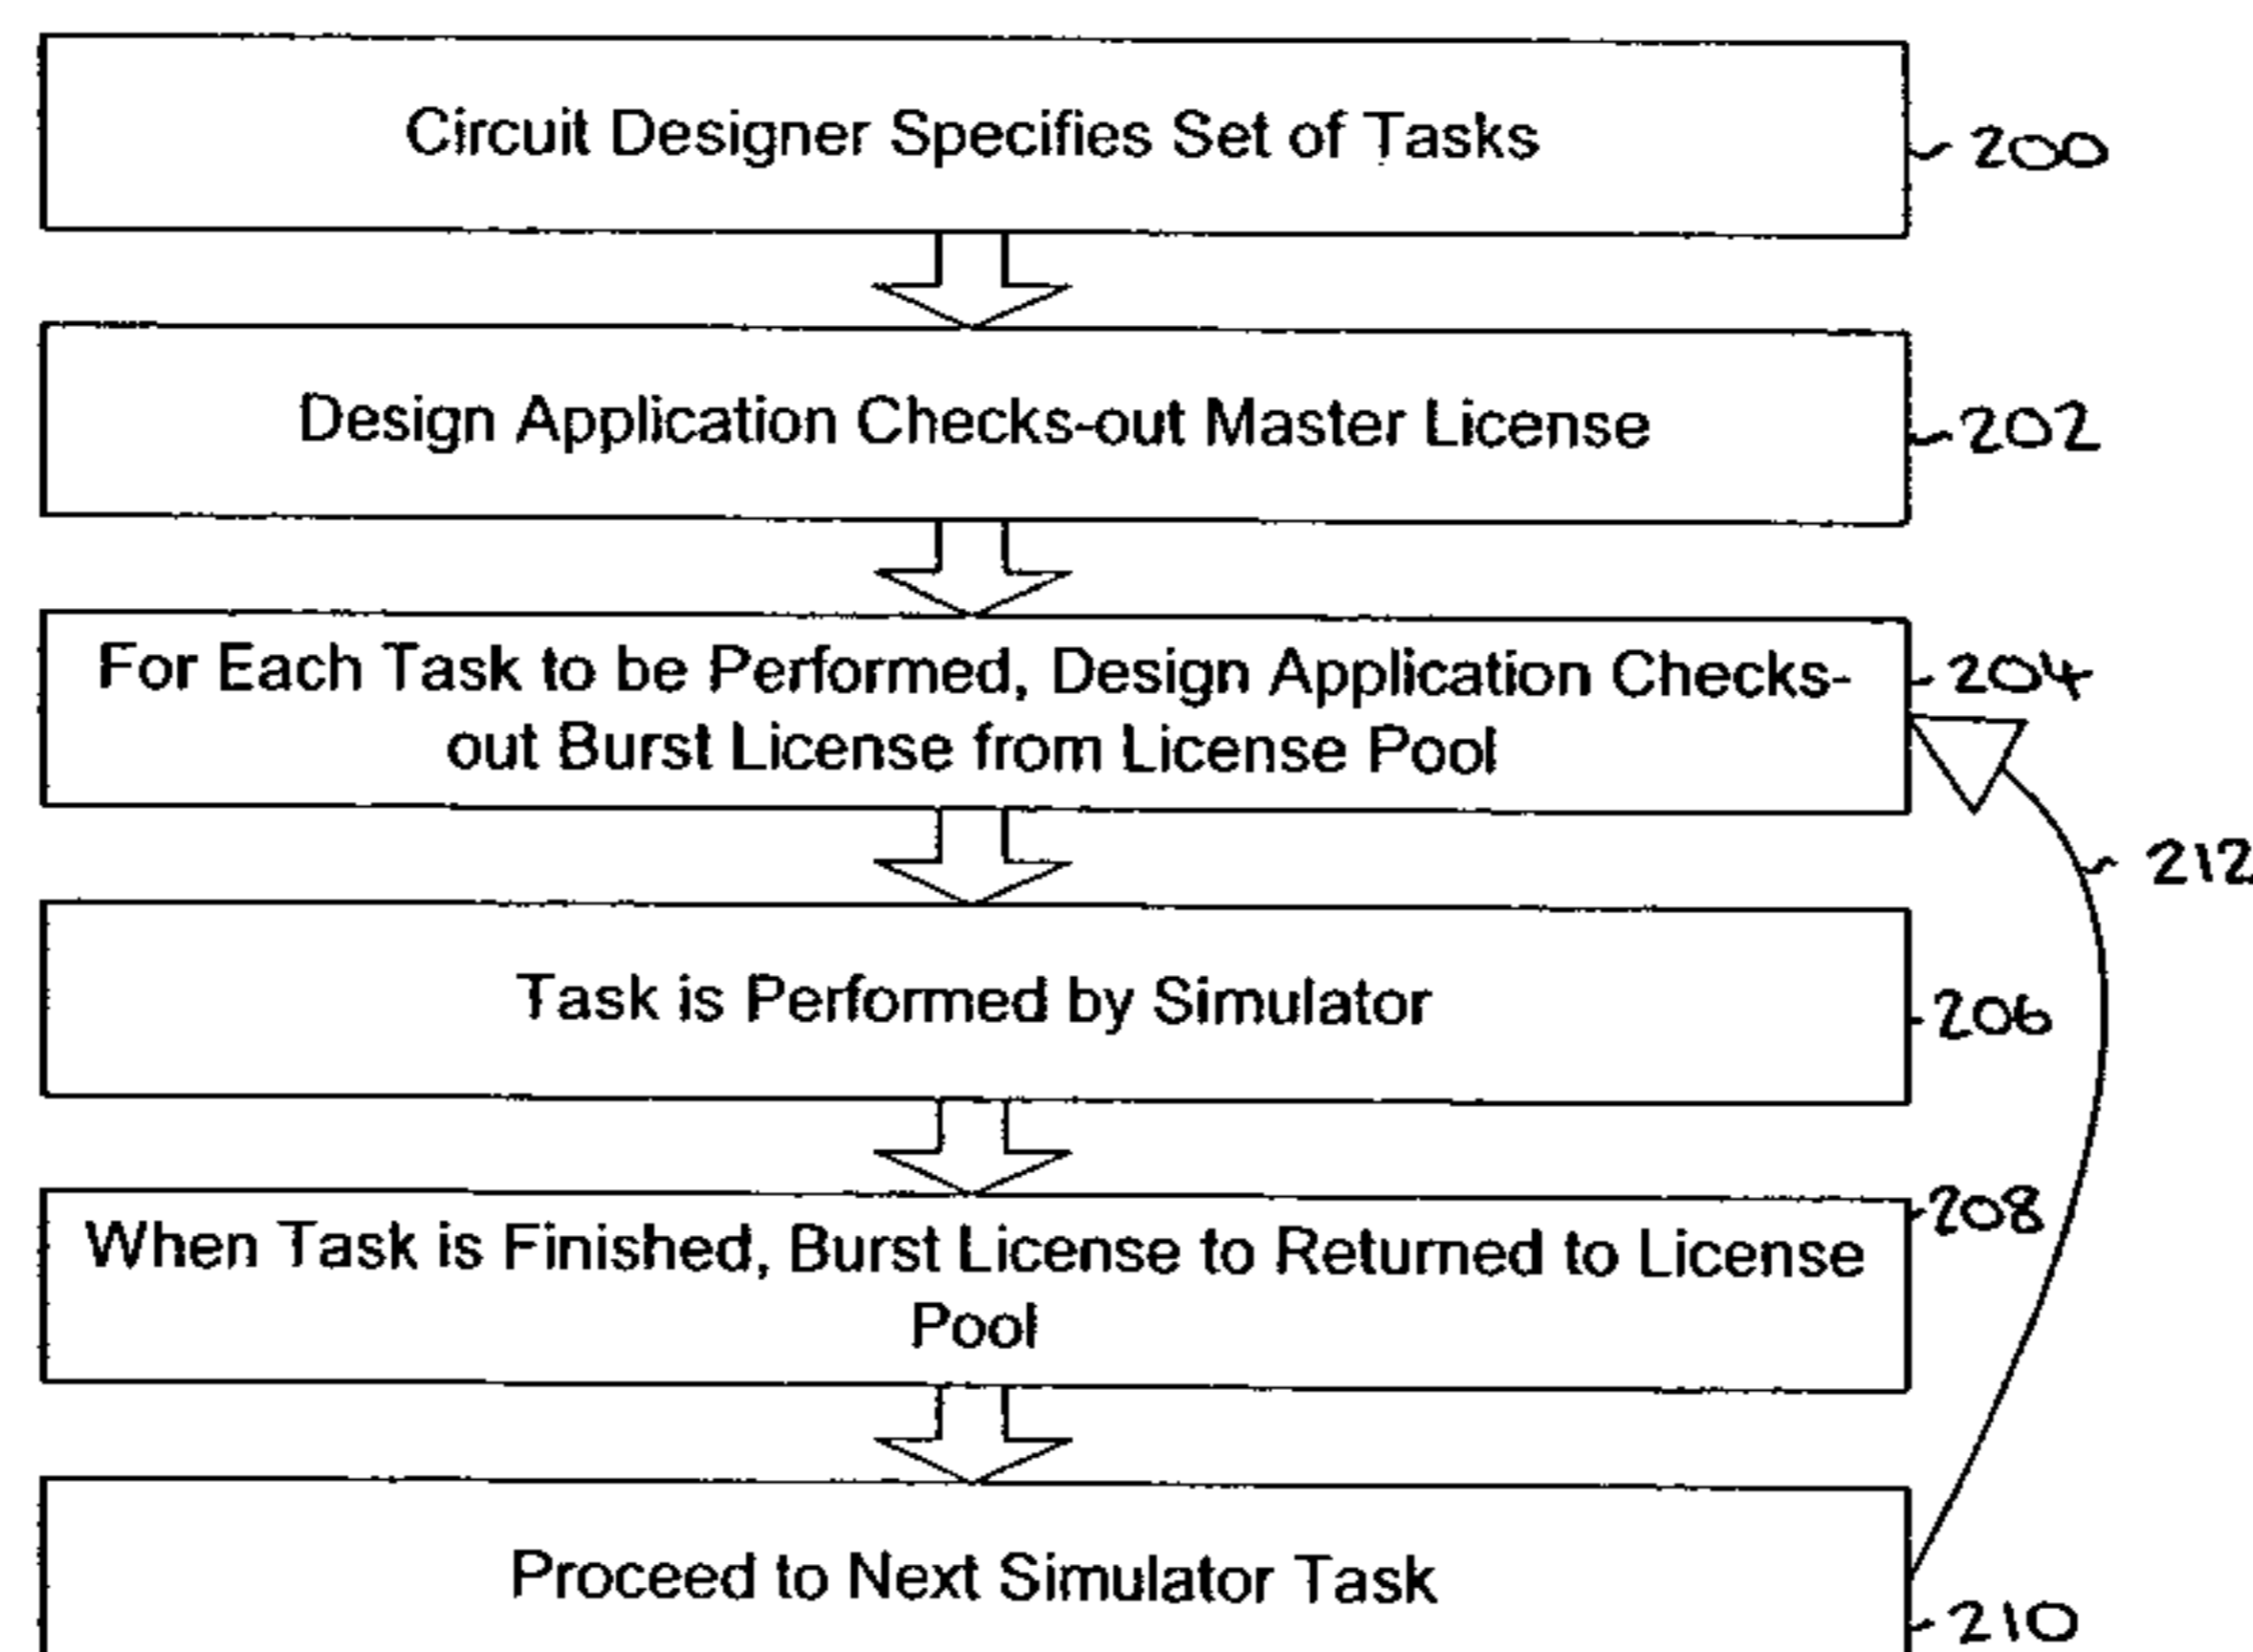 Circuit Designer Specifies Set of Tasks
200
Design Application Checks-out Master License
202
For Each Task to be Performed, Design Application Checks-
out Burst License from License Pool
204
212
Task is Performed by Simulator
206
When Task is Finished, Burst License to Returned to License
Pool
208
Proceed to Next Simulator Task
210